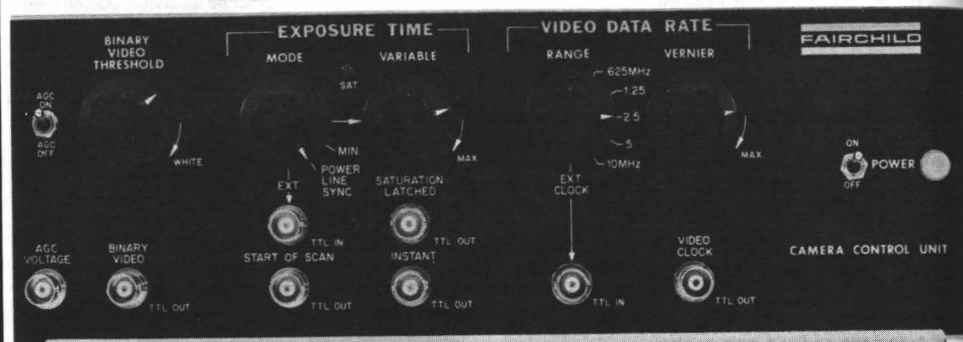 EXPOSURE TIME
VIDEO DATA RATE
FAIRCHILD
BINARY
VIDEO
THRESHOLD
MODE
VARIABLE
RANGE
VERNIER
SAT.
.625MHz
1.25
2.5
5
10MHz
AGC
ON
AGC
OFF
WHITE
MIN.
POWER
LINE
SYNC
MAX.
MAX.
ON
OFF
POWER
EXT
SATURATION
LATCHED
EXT
CLOCK
TTL IN
TTL OUT
AGC
VOLTAGE
BINARY
VIDEO
START OF SCAN
INSTANT
VIDEO
CLOCK
CAMERA CONTROL UNIT
TTL OUT
TTL OUT
TTL OUT
TTL IN
TTL OUT